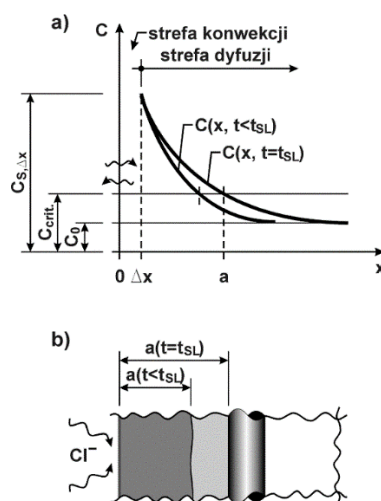 a)
C
strefa konwekcji
strefa dyfuzji
C(x, t<tSL)
C(x, t=tSL)
CS,Δx
Ccrit.
C0
0 Δx a x
b)
a(t=tSL)
a(t<tSL)
Cl⁻